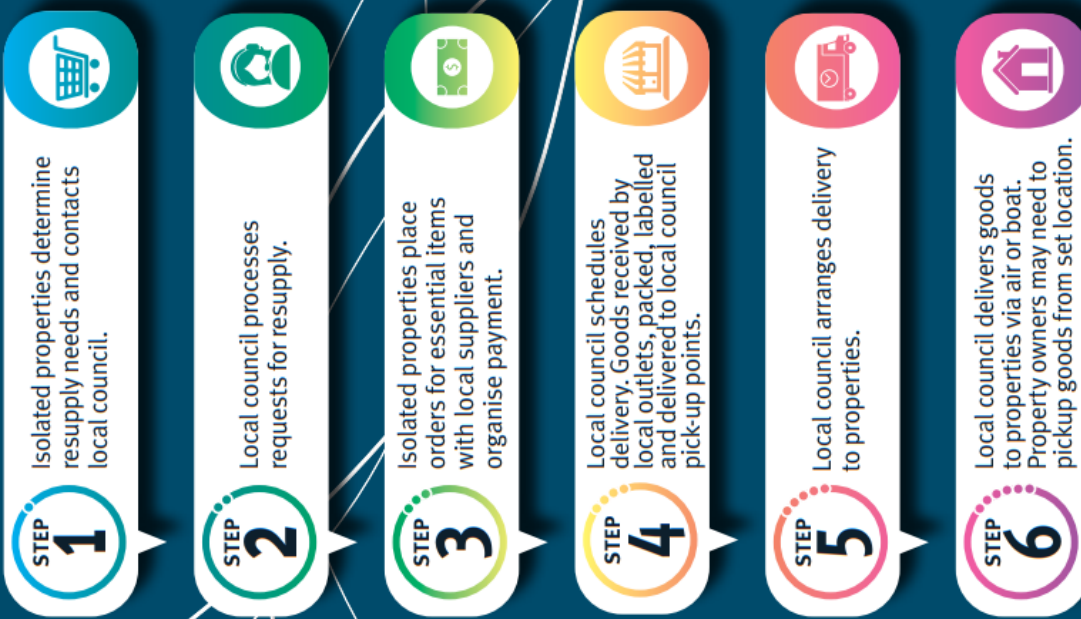 STEP
1
Isolated properties determine
resupply needs and contacts
local council.
STEP
2
Local council processes
requests for resupply.
STEP
3
Isolated properties place
orders for essential items
with local suppliers and
organise payment.
STEP
4
Local council schedules
delivery. Goods received by
local outlets, packed, labelled
and delivered to local council
pick-up points.
STEP
5
Local council arranges delivery
to properties.
STEP
6
Local council delivers goods
to properties via air or boat.
Property owners may need to
pickup goods from set location.